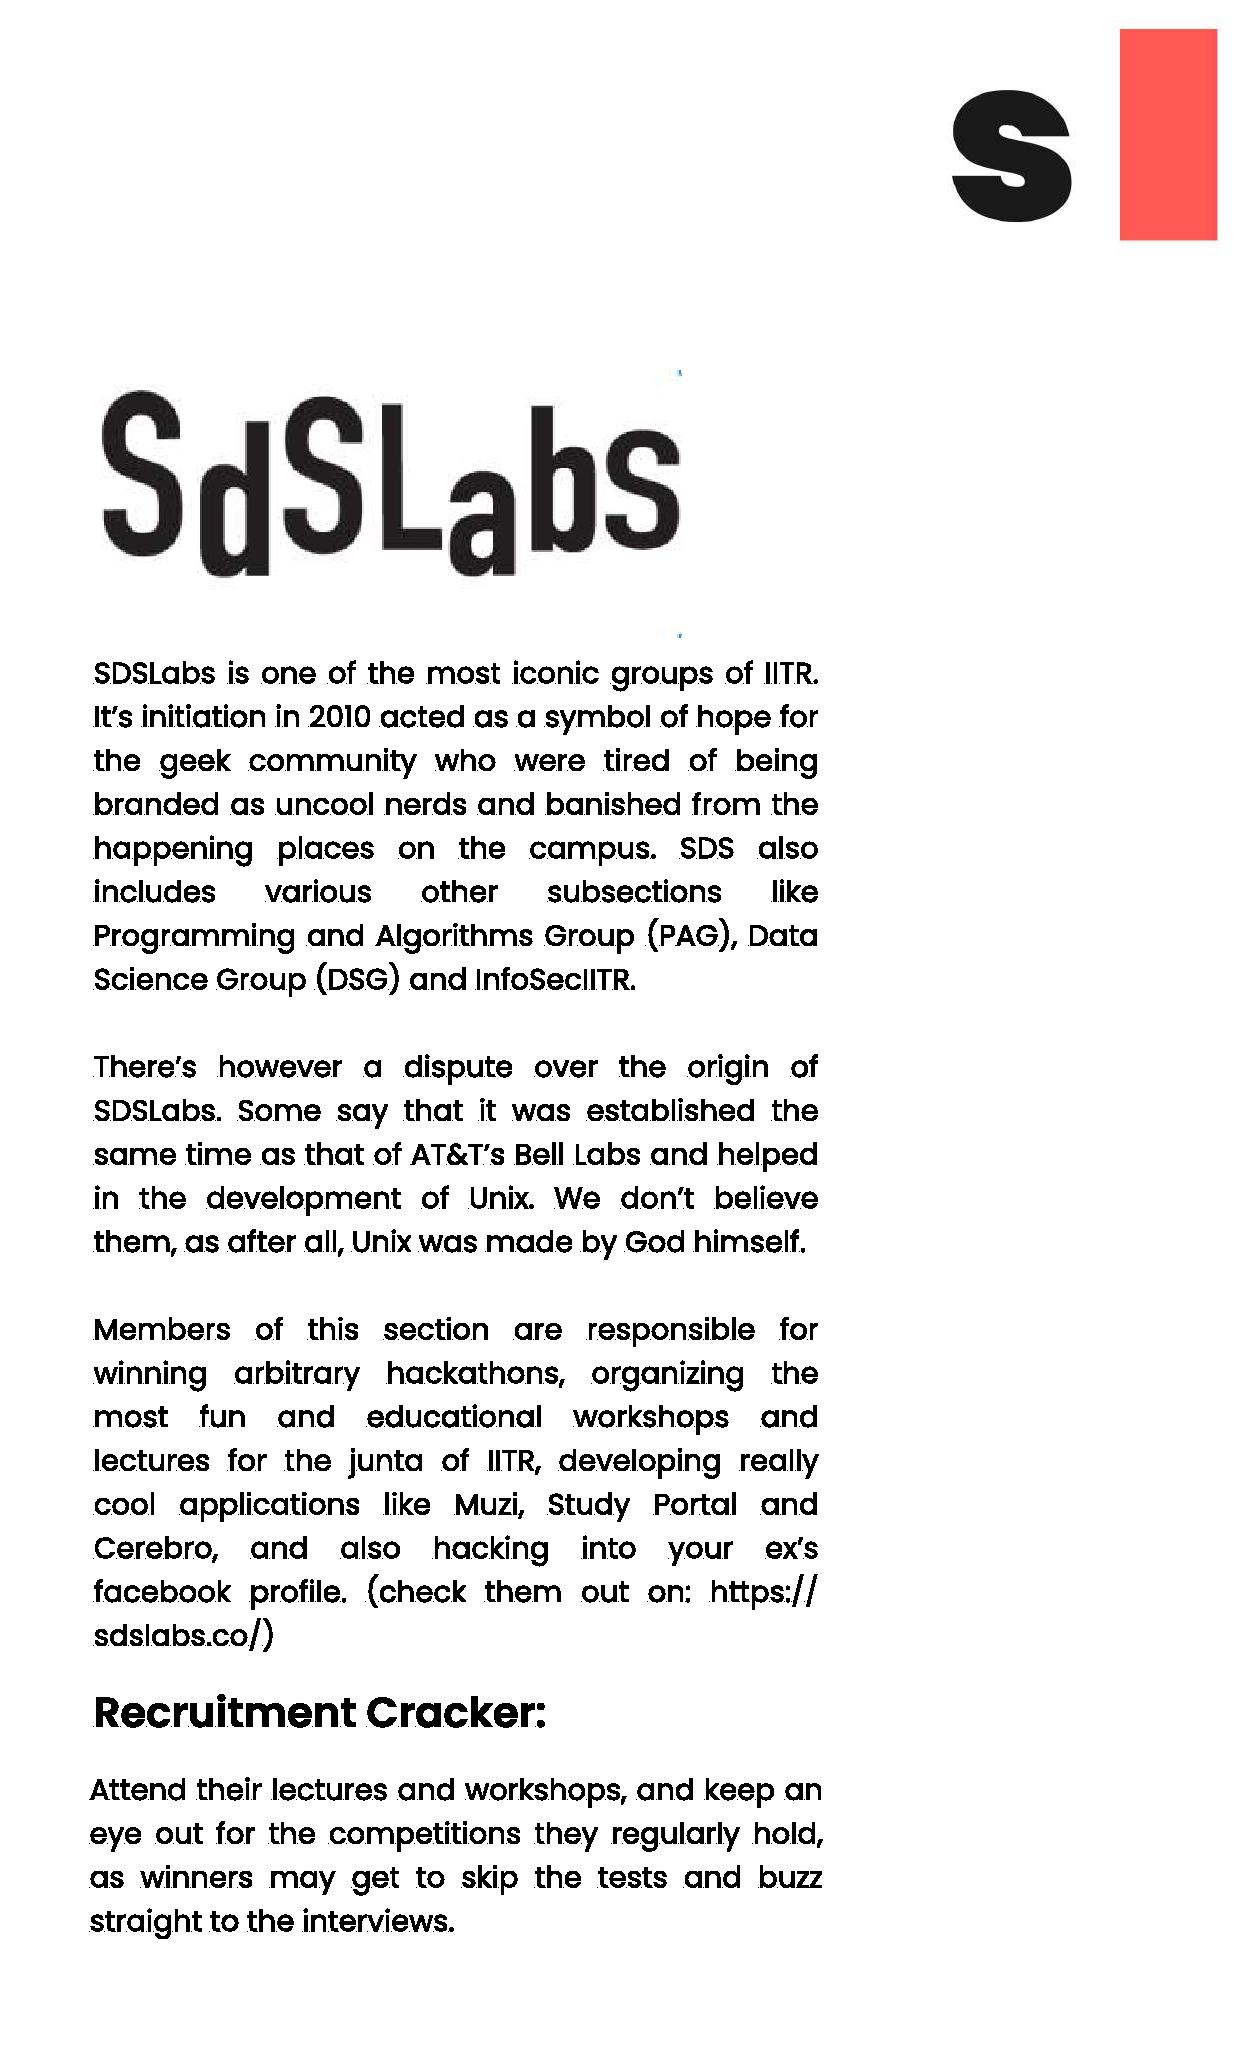 s
SdSLabs
SDSLabs is one of the most iconic groups of IITR.
It's initiation in 2010 acted as a symbol of hope for
the geek community who were tired of being
branded as uncool nerds and banished from the
happening places on the campus. SDS also
includes various other subsections like
Programming and Algorithms Group (PAG), Data
Science Group (DSG) and InfoSecIITR.
There's however a dispute over the origin of
SDSLabs. Some say that it was established the
same time as that of AT&T's Bell Labs and helped
in the development of Unix. We don't believe
them, as after all, Unix was made by God himself.
Members of this section are responsible for
winning arbitrary hackathons, organizing the
most fun and educational workshops and
lectures for the junta of IITR, developing really
cool applications like Muzi, Study Portal and
Cerebro, and also hacking into your ex's
facebook profile. (check them out on: https://
sdslabs.co/)
Recruitment Cracker:
Attend their lectures and workshops, and keep an
eye out for the competitions they regularly hold,
as winners may get to skip the tests and buzz
straight to the interviews.